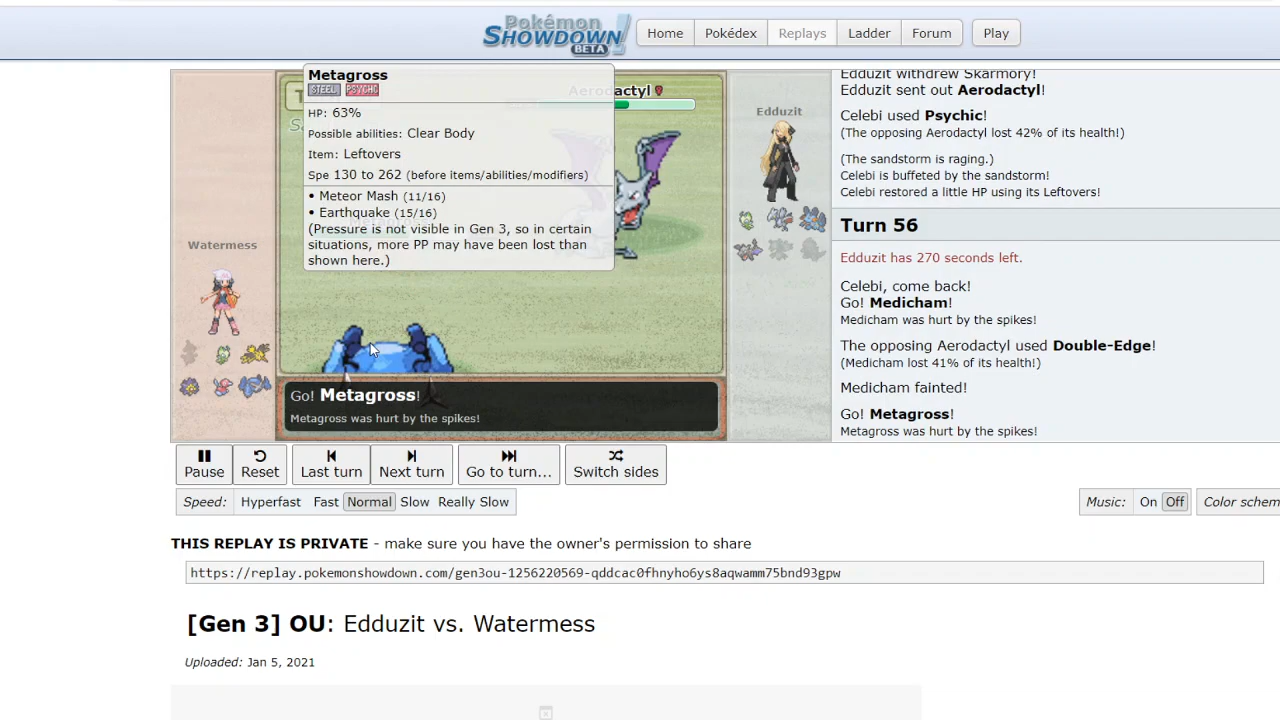 Pokémon
SHOWDOWN!
BETA
Home
Pokédex
Replays
Ladder
Forum
Play
Metagross
STEEL PSYCHC
HP: 63%
Possible abilities: Clear Body
Item: Leftovers
Spe 130 to 262 (before items/abilities/modifiers)
• Meteor Mash (11/16)
• Earthquake (15/16)
(Pressure is not visible in Gen 3, so in certain
situations, more PP may have been lost than
shown here.)
dactyl
Watermess
Edduzit
Go! Metagross!
Metagross was hurt by the spikes!
Edduzit withdrew Skarmory!
Edduzit sent out Aerodactyl!
Celebi used Psychic!
(The opposing Aerodactyl lost 42% of its health!)
(The sandstorm is raging.)
Celebi is buffeted by the sandstorm!
Celebi restored a little HP using its Leftovers!
Turn 56
Edduzit has 270 seconds left.
Celebi, come back!
Go! Medicham!
Medicham was hurt by the spikes!
The opposing Aerodactyl used Double-Edge!
(Medicham lost 41% of its health!)
Medicham fainted!
Go! Metagross!
Metagross was hurt by the spikes!
Pause
Reset
Last turn
Next turn
Go to turn...
Switch sides
Speed: Hyperfast Fast Normal Slow Really Slow
Music: On Off
Color schem
THIS REPLAY IS PRIVATE - make sure you have the owner's permission to share
https://replay.pokemonshowdown.com/gen3ou-1256220569-qddcac0fhnyho6ys8aqwamm75bnd93gpw
[Gen 3] OU: Edduzit vs. Watermess
Uploaded: Jan 5, 2021